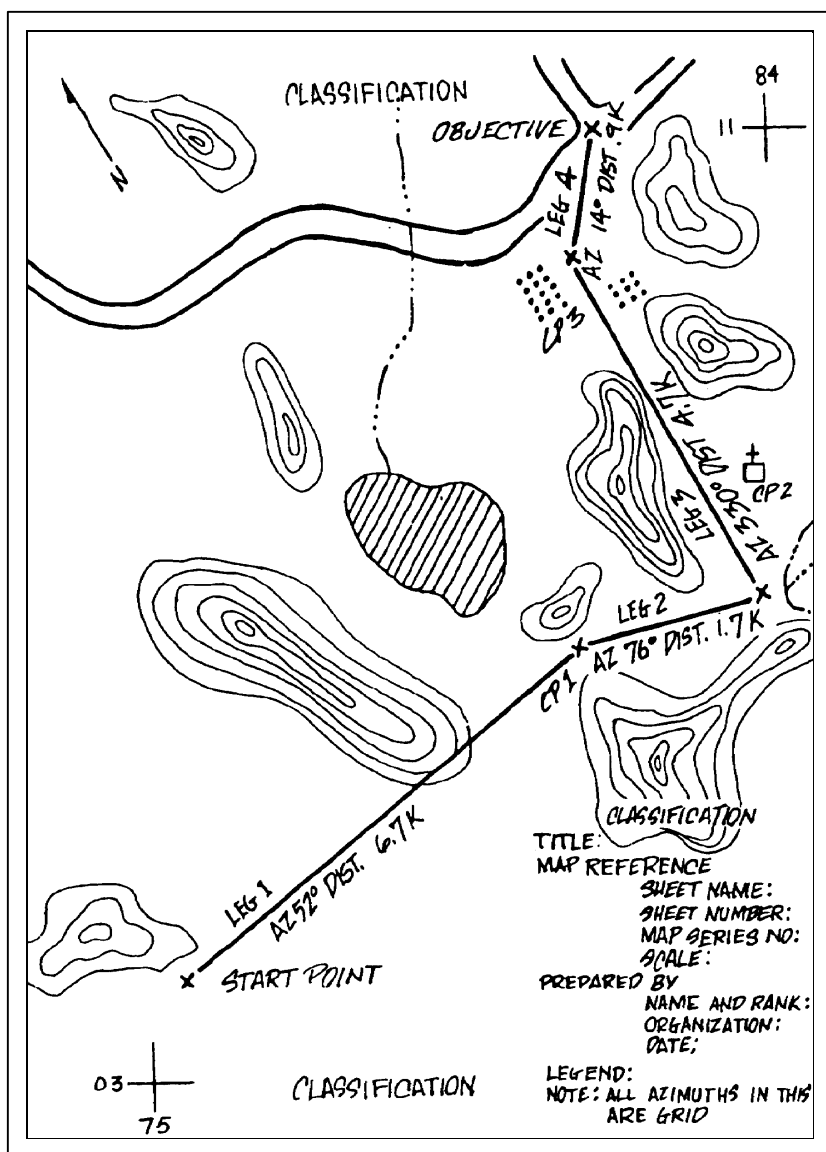 84
CLASSIFICATION
11
OBJECTIVE
N
LEG 4
AZ 14° DIST. .9K
CP 3
LEG 3
AZ 330° DIST 4.7K
CP2
LEG 2
AZ 76° DIST. 1.7K
CP1
LEG 1
AZ 52° DIST. 6.7K
START POINT
CLASSIFICATION
TITLE:
MAP REFERENCE
SHEET NAME:
SHEET NUMBER:
MAP SERIES NO:
SCALE:
PREPARED BY
NAME AND RANK:
ORGANIZATION:
DATE;
LEGEND:
NOTE: ALL AZIMUTHS IN THIS
ARE GRID
03
75
CLASSIFICATION